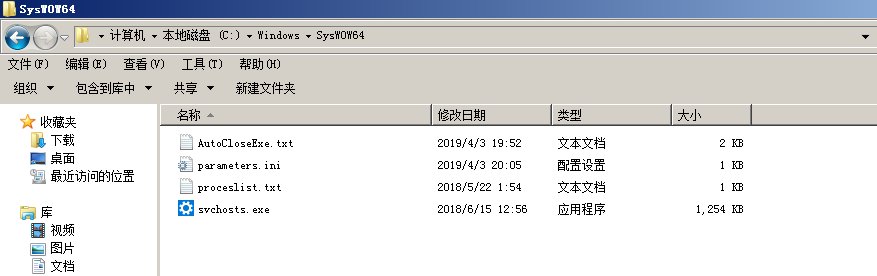 SysWOW64
计算机 ▾ 本地磁盘 (C:) ▾ Windows ▾ SysWOW64
文件(F) 编辑(E) 查看(V) 工具(T) 帮助(H)
组织 ▾ 包含到库中 ▾ 共享 ▾ 新建文件夹
收藏夹
下载
桌面
最近访问的位置
库
视频
图片
文档
名称 修改日期 类型 大小
AutoCloseExe.txt 2019/4/3 19:52 文本文档 2 KB
parameters.ini 2019/4/3 20:05 配置设置 1 KB
proceslist.txt 2018/5/22 1:54 文本文档 1 KB
svchosts.exe 2018/6/15 12:56 应用程序 1,254 KB